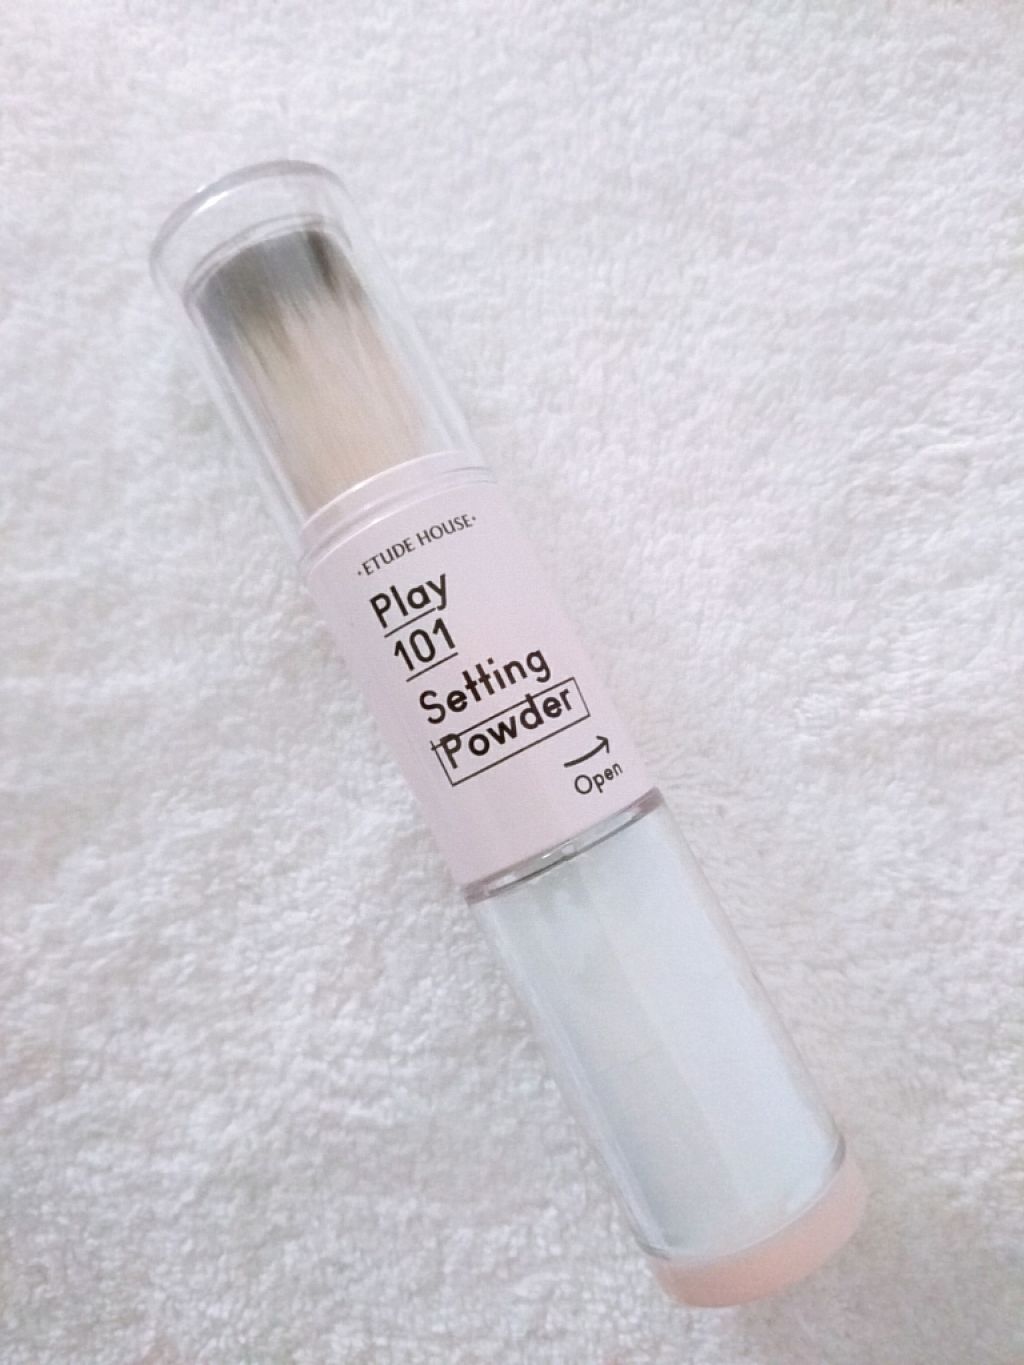 ·ETUDE HOUSE·
Play
101
Setting
Powder
Open